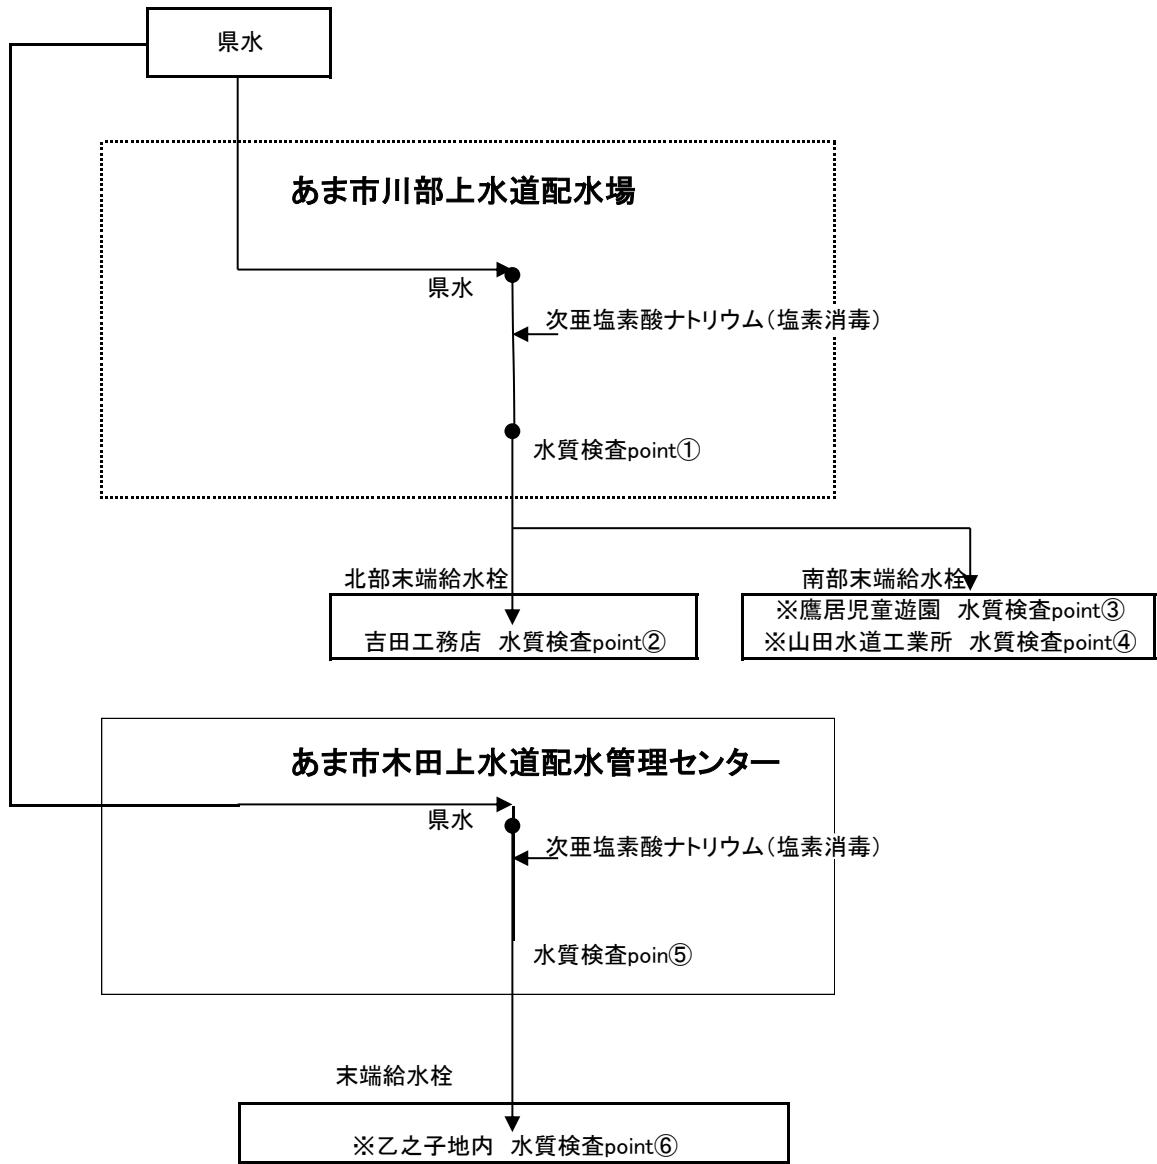 県水
あま市川部上水道配水場
県水
次亜塩素酸ナトリウム（塩素消毒）
水質検査point①
北部末端給水栓
南部末端給水栓
※鷹居児童遊園　水質検査point③
吉田工務店　水質検査point②
※山田水道工業所　水質検査point④
あま市木田上水道配水管理センター
県水
次亜塩素酸ナトリウム（塩素消毒）
水質検査poin⑤
末端給水栓
※乙之子地内　水質検査point⑥